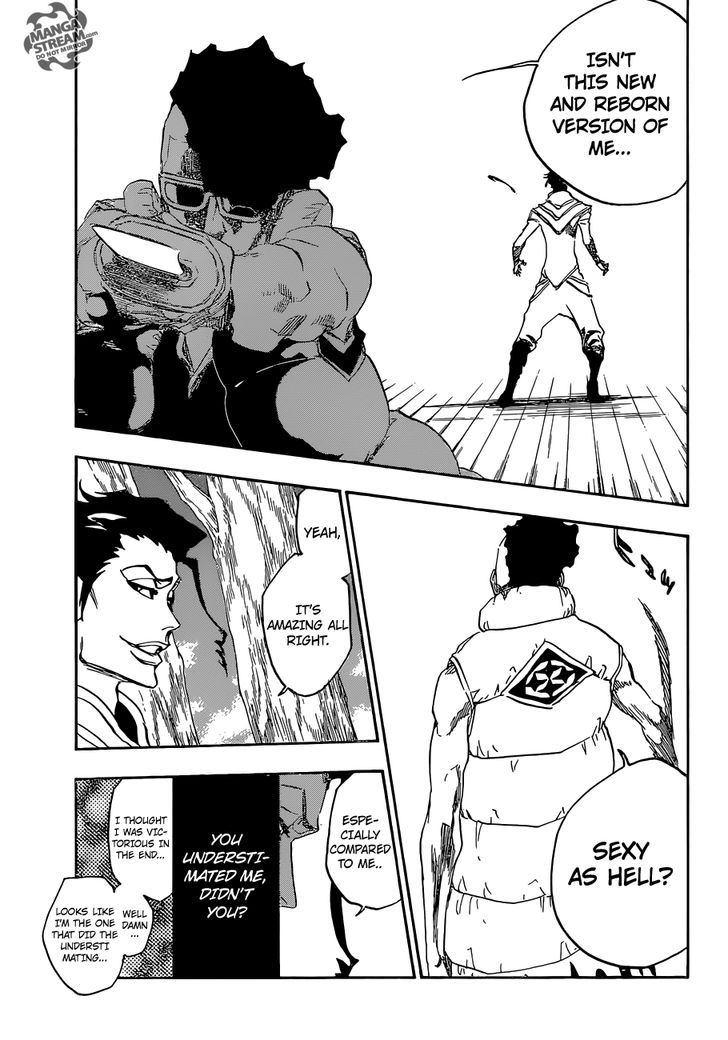 MANGA
STREAM
DO NOT MIRROR
.COM
ISN'T
THIS NEW
AND REBORN
VERSION OF
ME...
SEXY
AS HELL?
YEAH,
IT'S
AMAZING ALL
RIGHT.
ESPE-
CIALLY
COMPARED
TO ME..
YOU
UNDERSTI-
MATED ME,
DIDN'T
YOU?
I THOUGHT
I WAS VIC-
TORIOUS IN
THE END...
WELL
DAMN
...
LOOKS LIKE
I'M THE ONE
THAT DID THE
UNDERSTI
MATING...